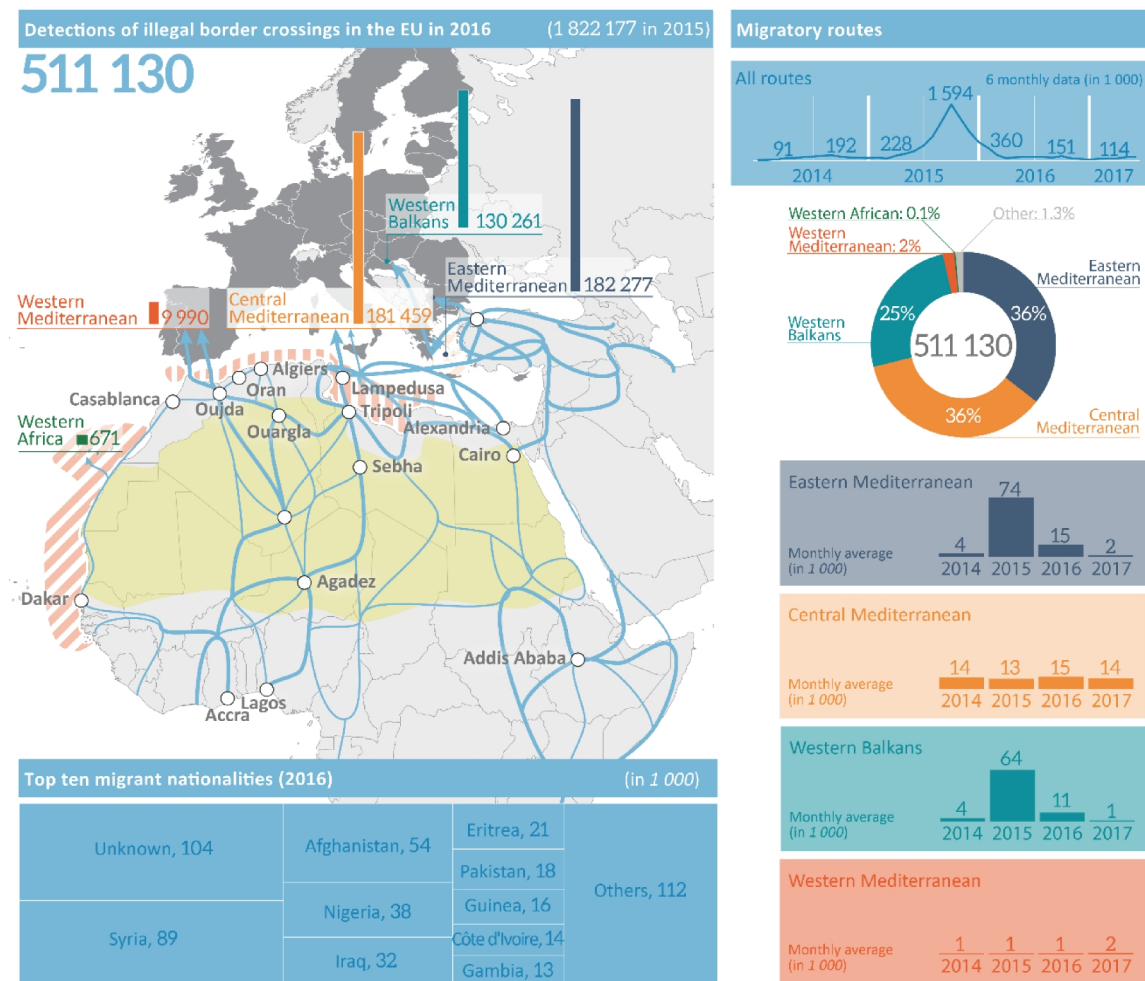 Detections of illegal border crossings in the EU in 2016 (1 822 177 in 2015)
511 130
Western
Balkans 130 261
Eastern
Mediterranean 182 277
Western
Mediterranean 9 990
Central
Mediterranean 181 459
Western
Africa 671
Casablanca
Oujda
Oran
Algiers
Ouargla
Lampedusa
Tripoli
Alexandria
Cairo
Sebha
Agadez
Dakar
Accra
Lagos
Addis Ababa
Top ten migrant nationalities (2016) (in 1 000)
Unknown, 104
Syria, 89
Afghanistan, 54
Nigeria, 38
Iraq, 32
Eritrea, 21
Pakistan, 18
Guinea, 16
Côte d'Ivoire, 14
Gambia, 13
Others, 112
Migratory routes
All routes 6 monthly data (in 1 000)
91 192 228 1 594 360 151 114
2014 2015 2016 2017
Western African: 0.1%
Other: 1.3%
Western
Mediterranean: 2%
Eastern
Mediterranean
36%
25%
Western
Balkans
511 130
36%
Central
Mediterranean
Eastern Mediterranean
Monthly average
(in 1000)
4 74 15 2
2014 2015 2016 2017
Central Mediterranean
Monthly average
(in 1000)
14 13 15 14
2014 2015 2016 2017
Western Balkans
Monthly average
(in 1000)
4 64 11 1
2014 2015 2016 2017
Western Mediterranean
Monthly average
(in 1000)
1 1 1 2
2014 2015 2016 2017